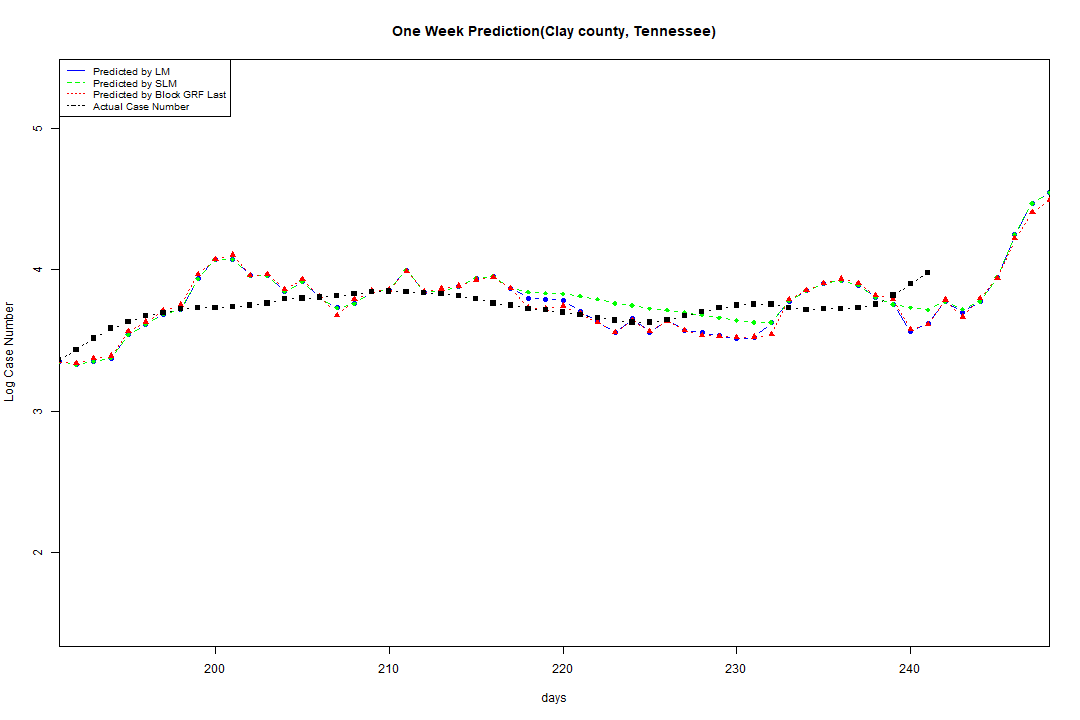 One Week Prediction(Clay county, Tennessee)
Predicted by LM
Predicted by SLM
Predicted by Block GRF Last
Actual Case Number
5
4
3
2
Log Case Number
200
210
220
230
240
days